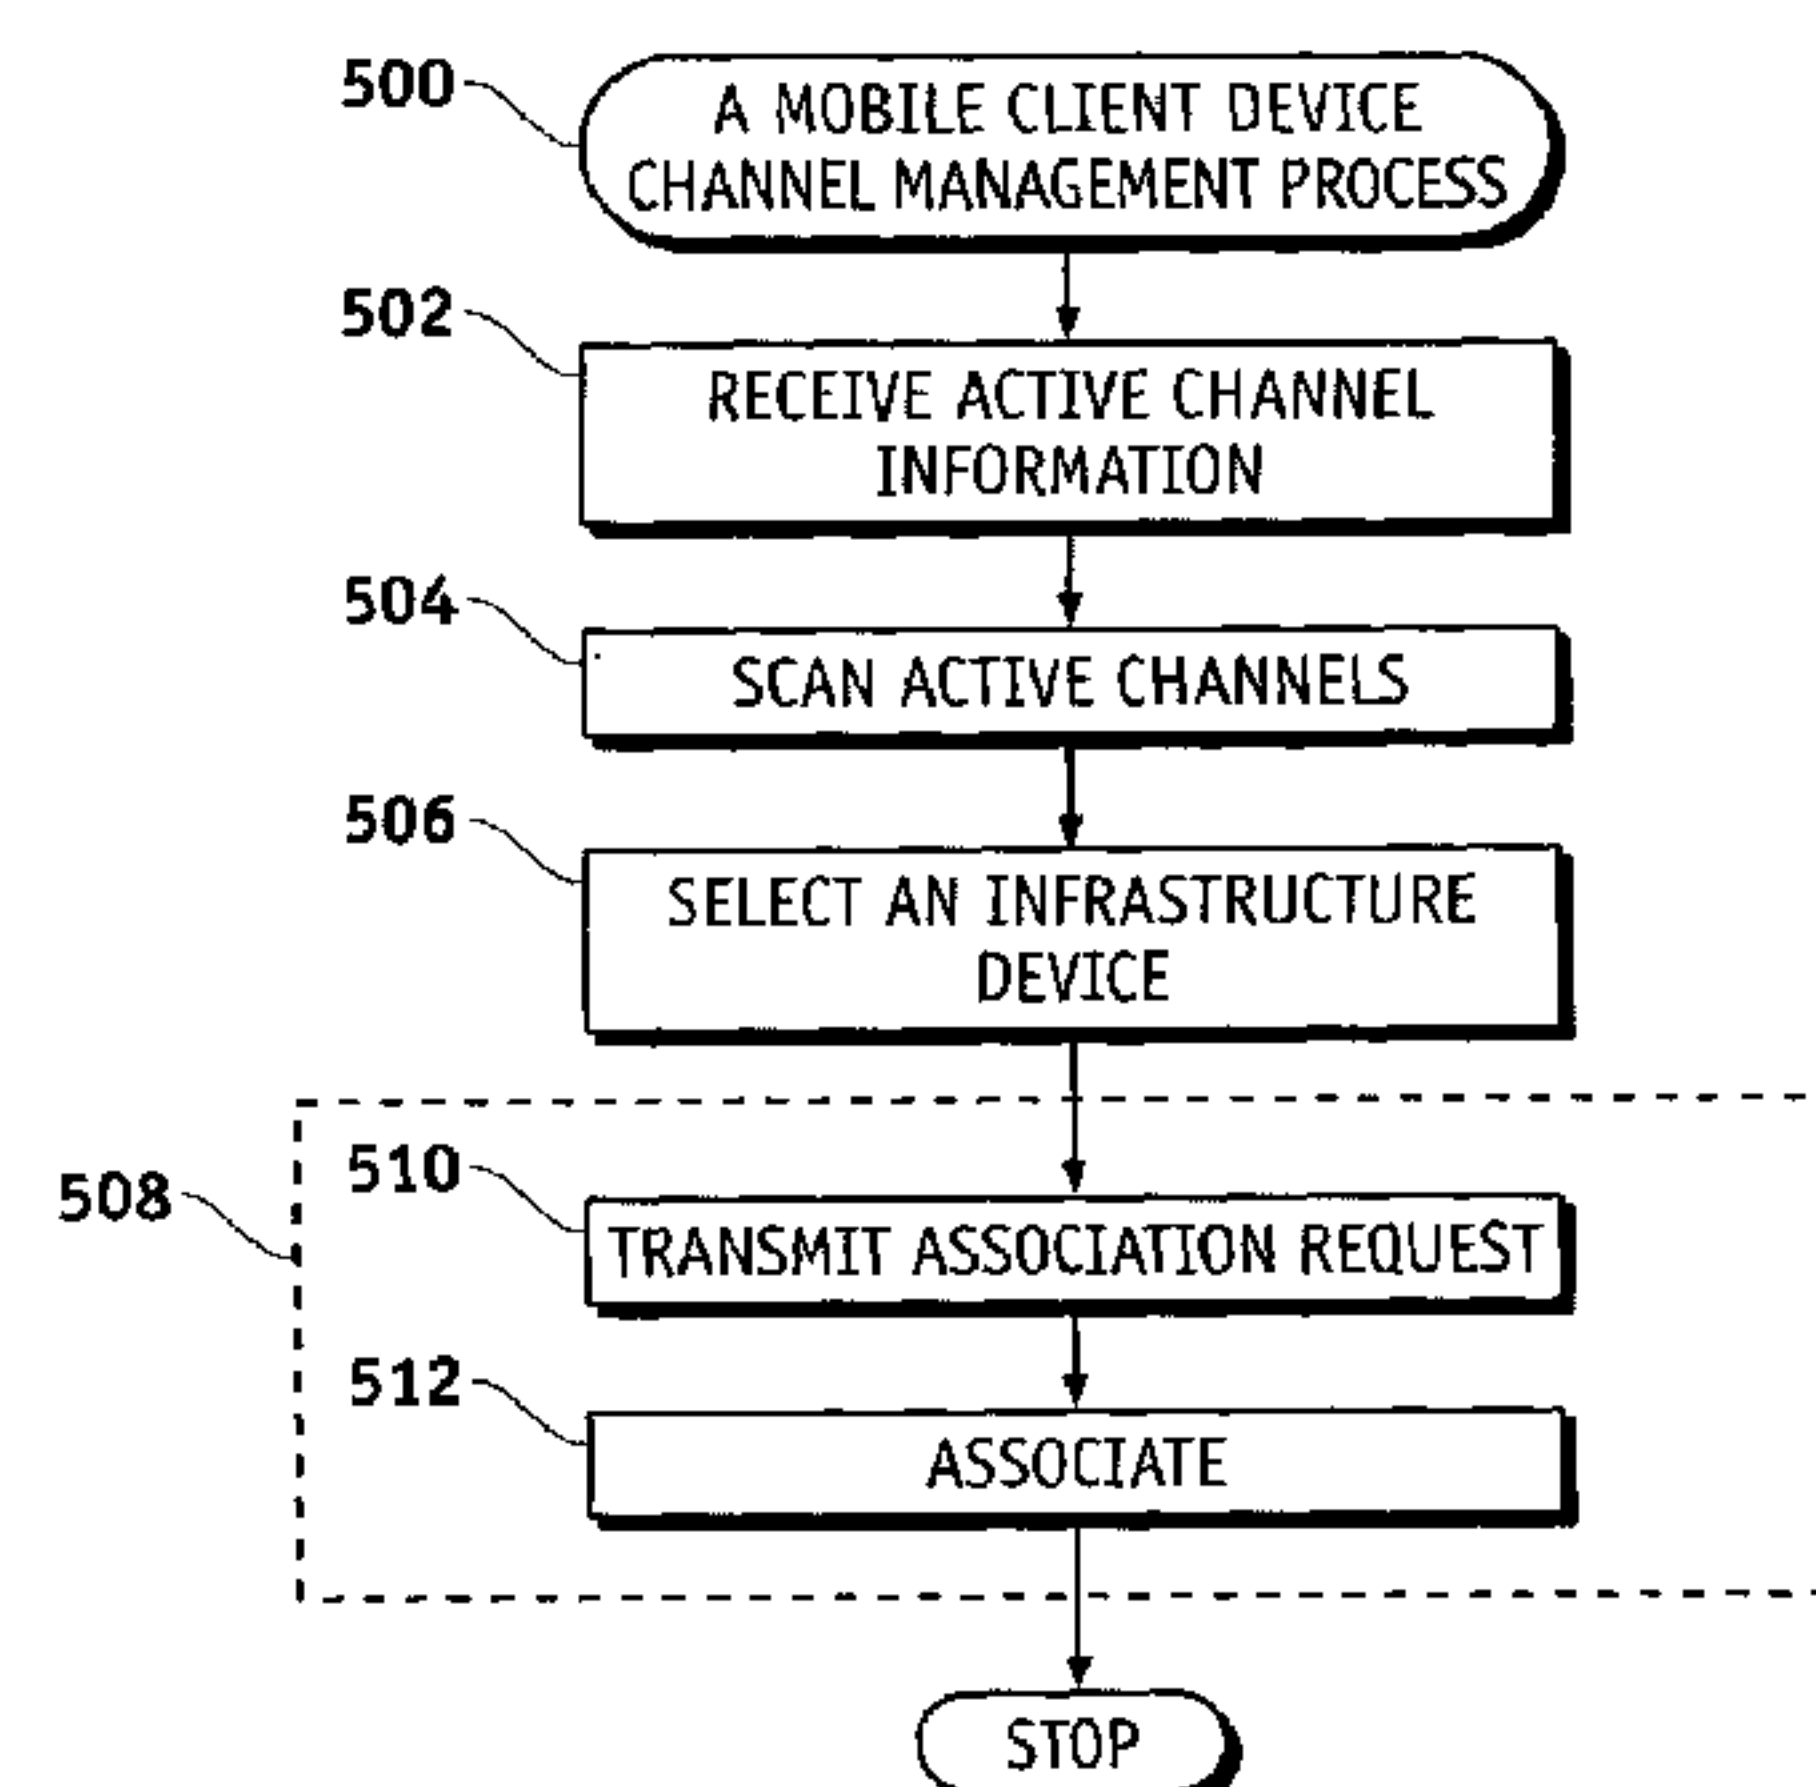 500
A MOBILE CLIENT DEVICE
CHANNEL MANAGEMENT PROCESS
502
RECEIVE ACTIVE CHANNEL
INFORMATION
504
SCAN ACTIVE CHANNELS
506
SELECT AN INFRASTRUCTURE
DEVICE
508
510
TRANSMIT ASSOCIATION REQUEST
512
ASSOCIATE
STOP